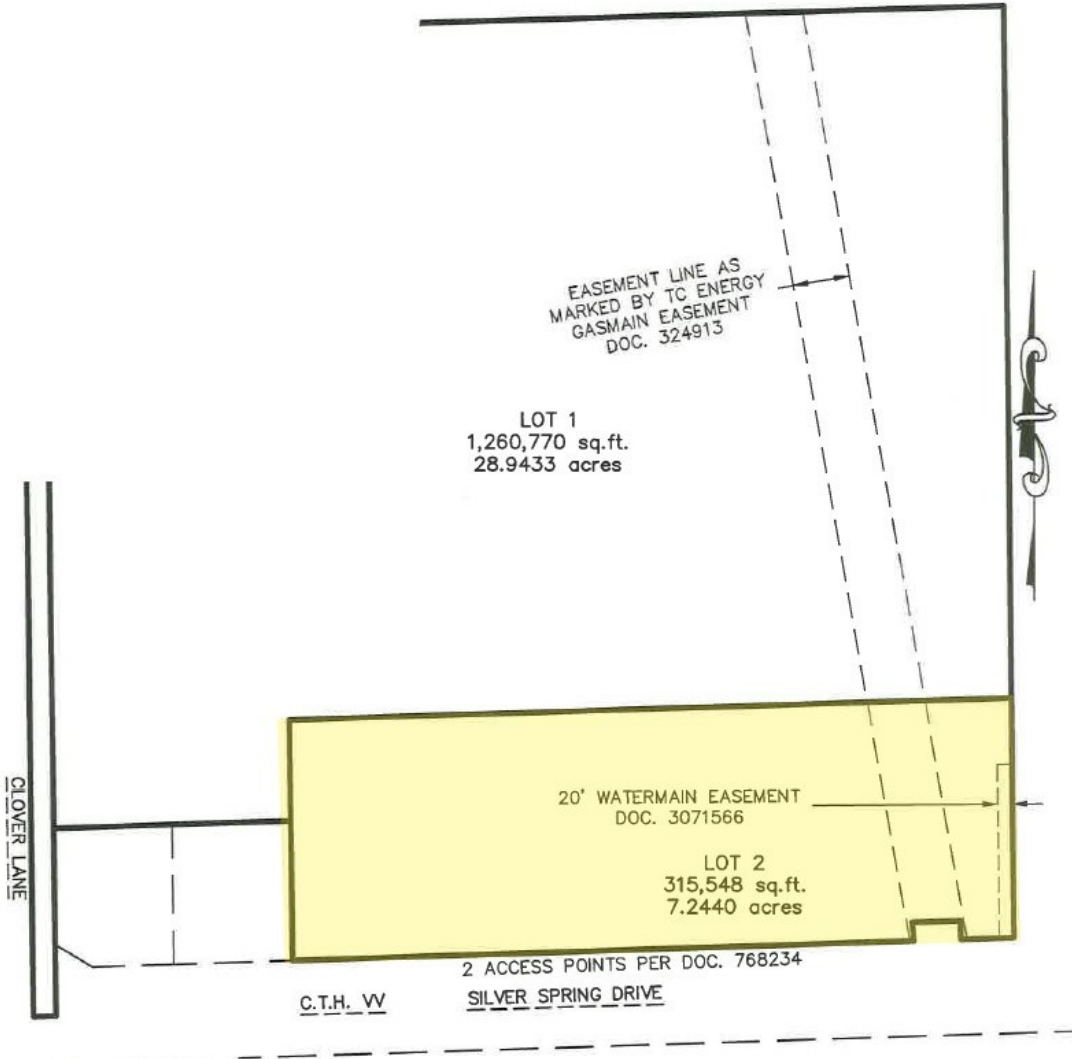 EASEMENT LINE AS
MARKED BY TC ENERGY
GASMAIN EASEMENT
DOC. 324913
LOT 1
1,260,770 sq.ft.
28.9433 acres
CLOVER LANE
20' WATERMAIN EASEMENT
DOC. 3071566
LOT 2
315,548 sq.ft.
7.2440 acres
2 ACCESS POINTS PER DOC. 768234
C.T.H. VV
SILVER SPRING DRIVE